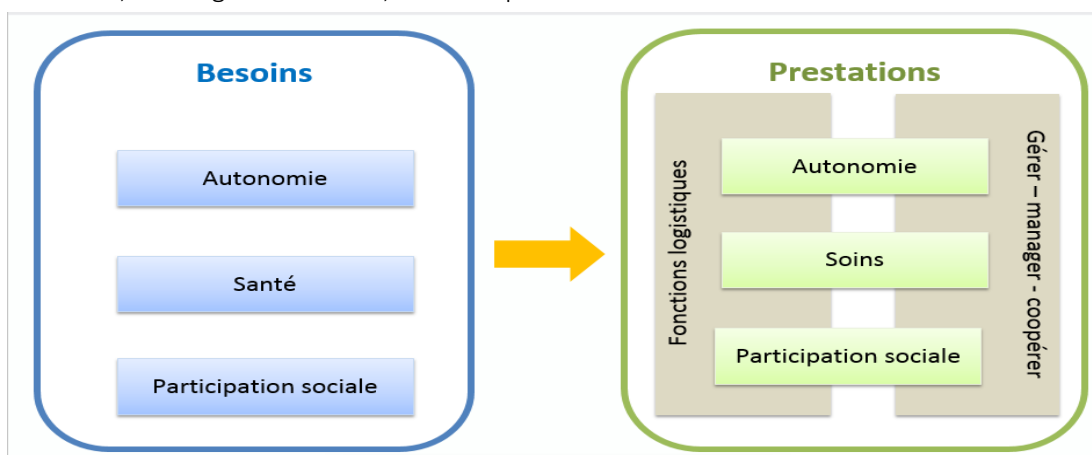 Besoins
Autonomie
Santé
Participation sociale
Prestations
Fonctions logistiques
Autonomie
Soins
Participation sociale
Gérer – manager - coopérer